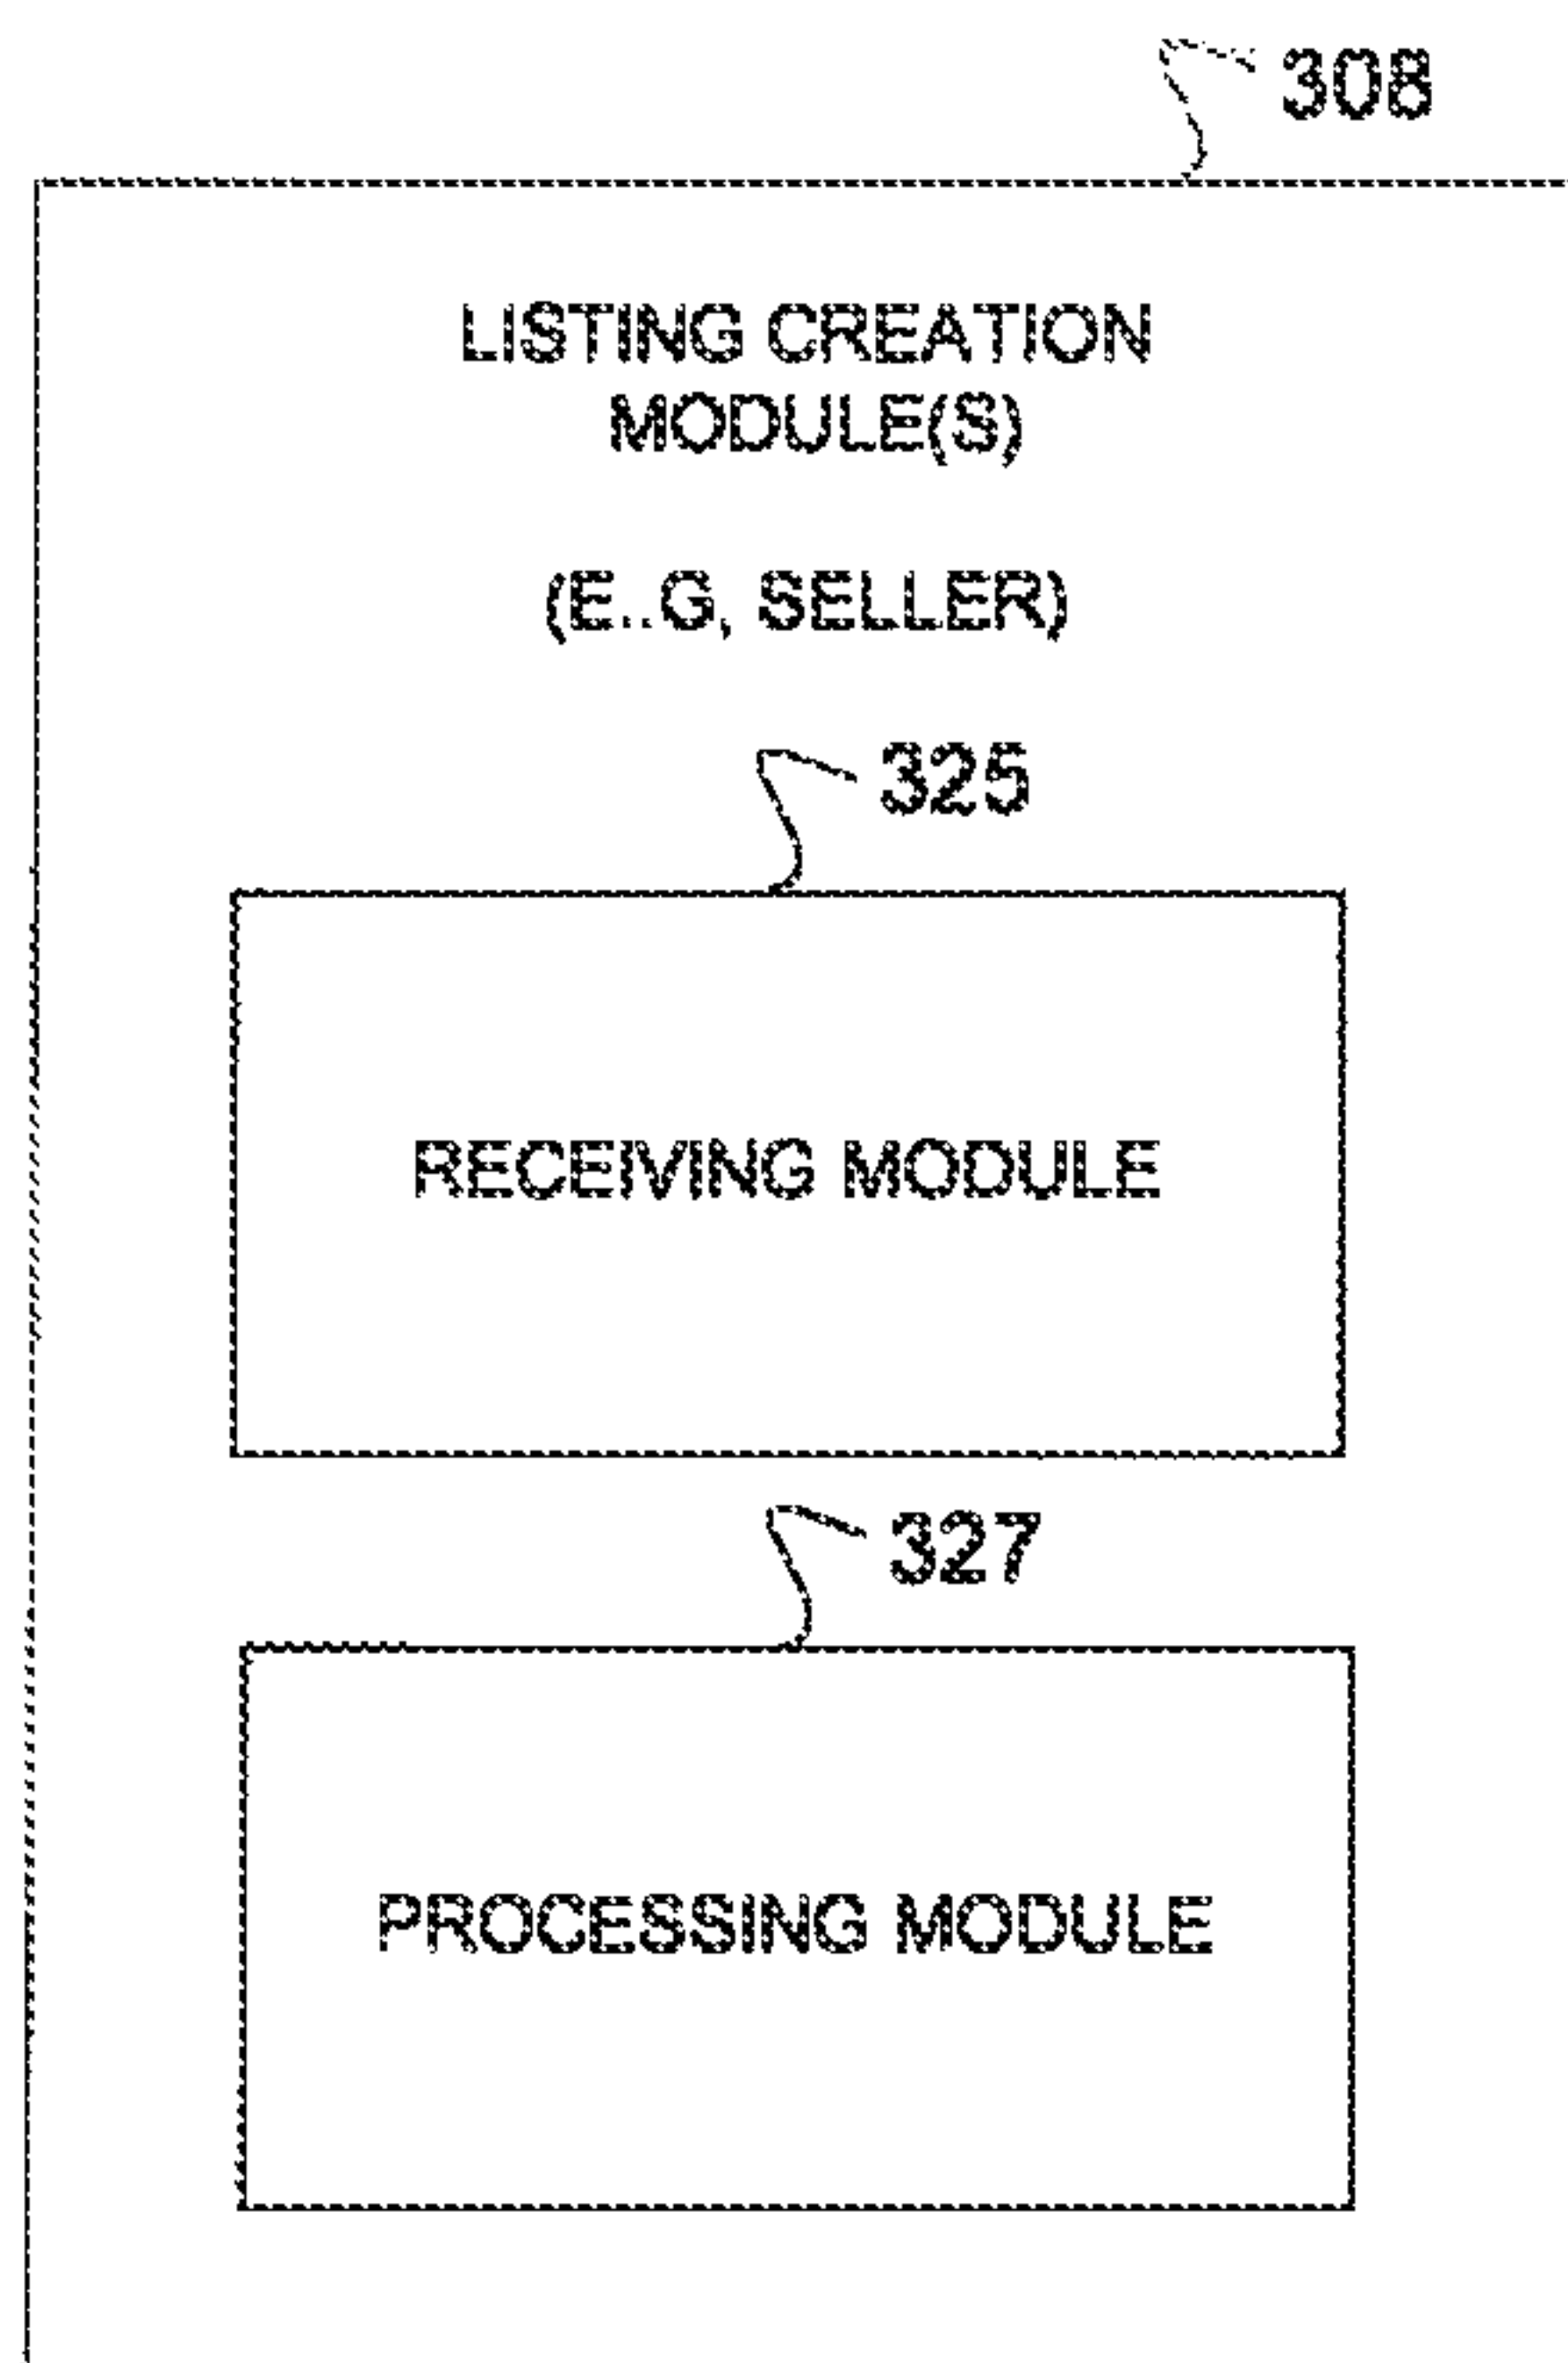 308
LISTING CREATION
MODULE(S)
(E..G, SELLER)
325
RECEIVING MODULE
327
PROCESSING MODULE